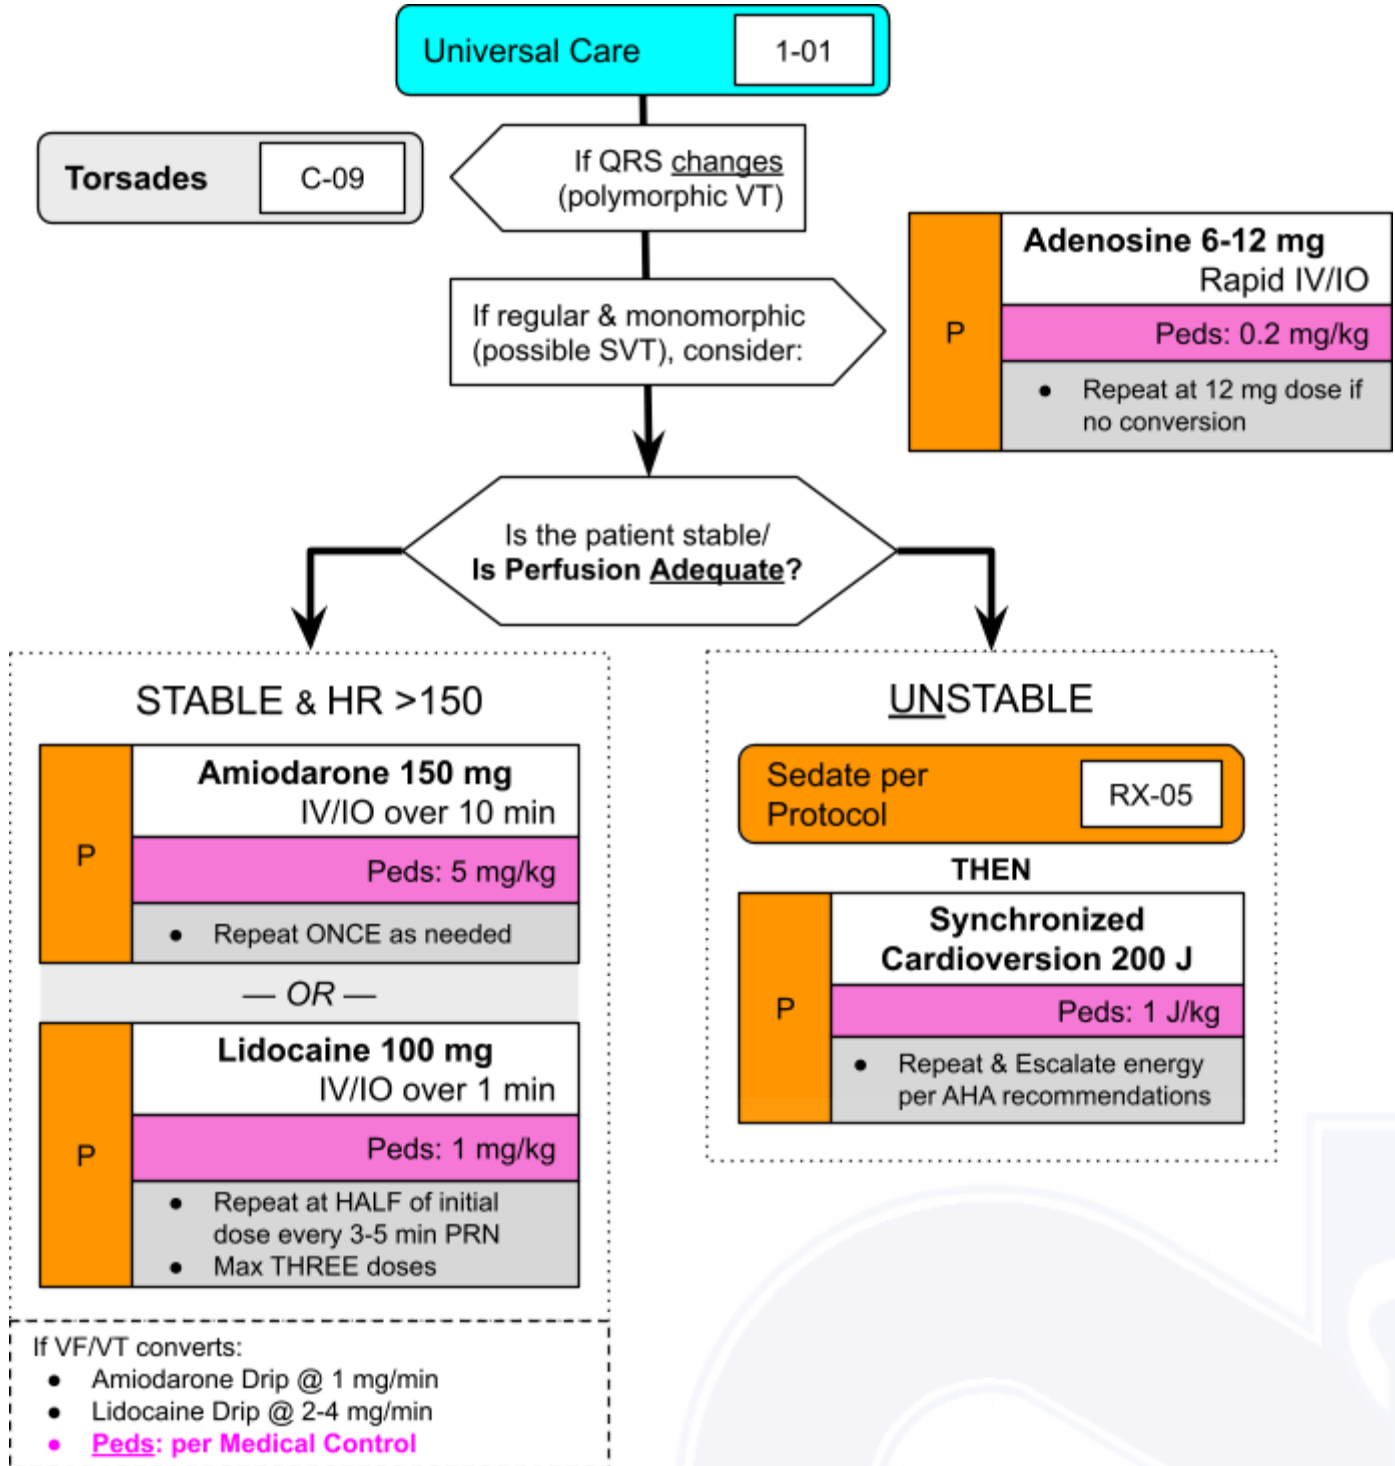 Universal Care
1-01
Torsades
C-09
If QRS changes
(polymorphic VT)
If regular & monomorphic
(possible SVT), consider:
P
Adenosine 6-12 mg
Rapid IV/IO
Peds: 0.2 mg/kg
● Repeat at 12 mg dose if
no conversion
Is the patient stable/
Is Perfusion Adequate?
STABLE & HR >150
P
Amiodarone 150 mg
IV/IO over 10 min
Peds: 5 mg/kg
● Repeat ONCE as needed
— OR —
P
Lidocaine 100 mg
IV/IO over 1 min
Peds: 1 mg/kg
● Repeat at HALF of initial
dose every 3-5 min PRN
● Max THREE doses
If VF/VT converts:
● Amiodarone Drip @ 1 mg/min
● Lidocaine Drip @ 2-4 mg/min
● Peds: per Medical Control
UNSTABLE
Sedate per
Protocol
RX-05
THEN
P
Synchronized
Cardioversion 200 J
Peds: 1 J/kg
● Repeat & Escalate energy
per AHA recommendations